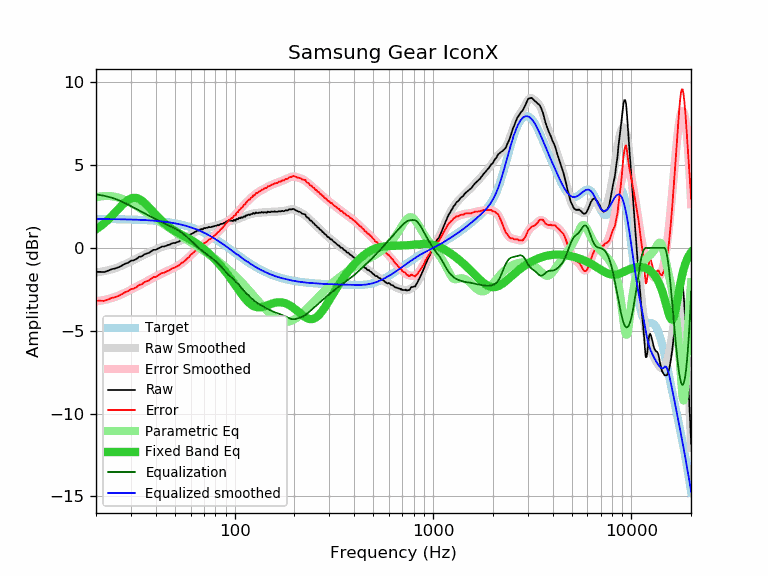 Samsung Gear IconX
Amplitude (dBr)
10
5
0
−5
−10
−15
Target
Raw Smoothed
Error Smoothed
Raw
Error
Parametric Eq
Fixed Band Eq
Equalization
Equalized smoothed
100
1000
10000
Frequency (Hz)